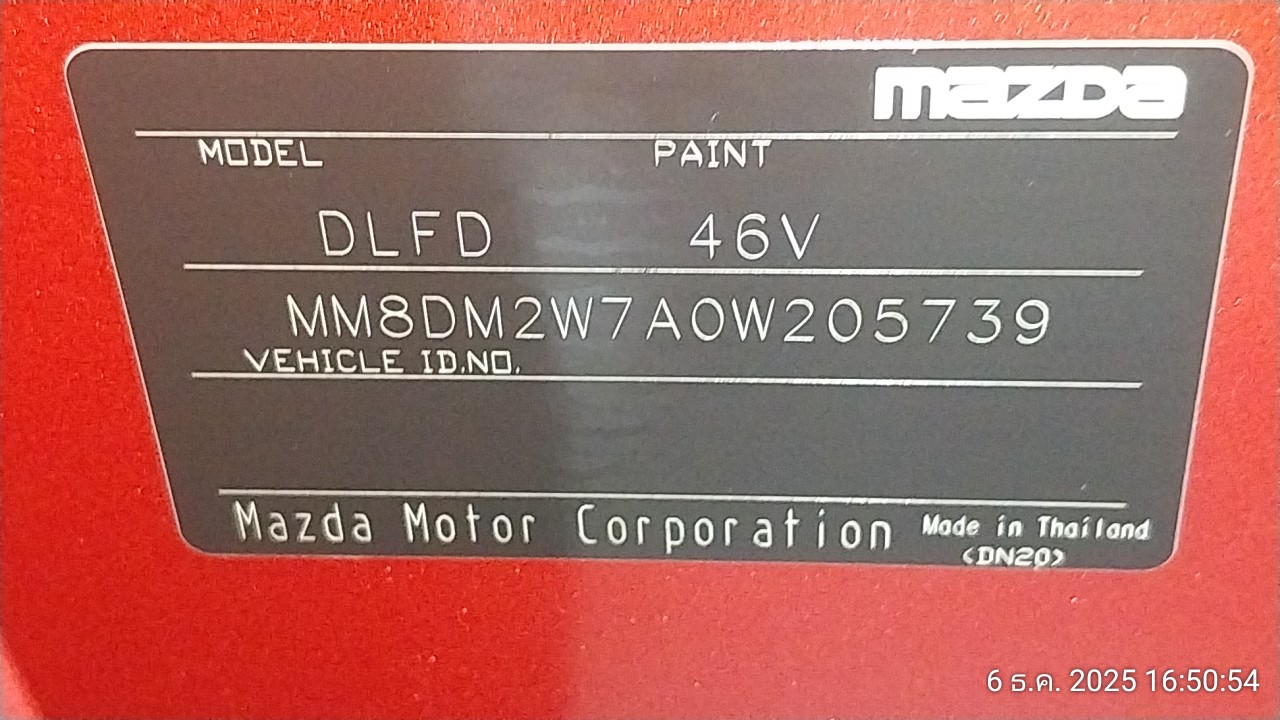 mazda
MODEL PAINT
DLFD 46V
MM8DM2W7A0W205739
VEHICLE ID.NO.
Mazda Motor Corporation Made in Thailand
<DN20>
6 ธ.ค. 2025 16:50:54